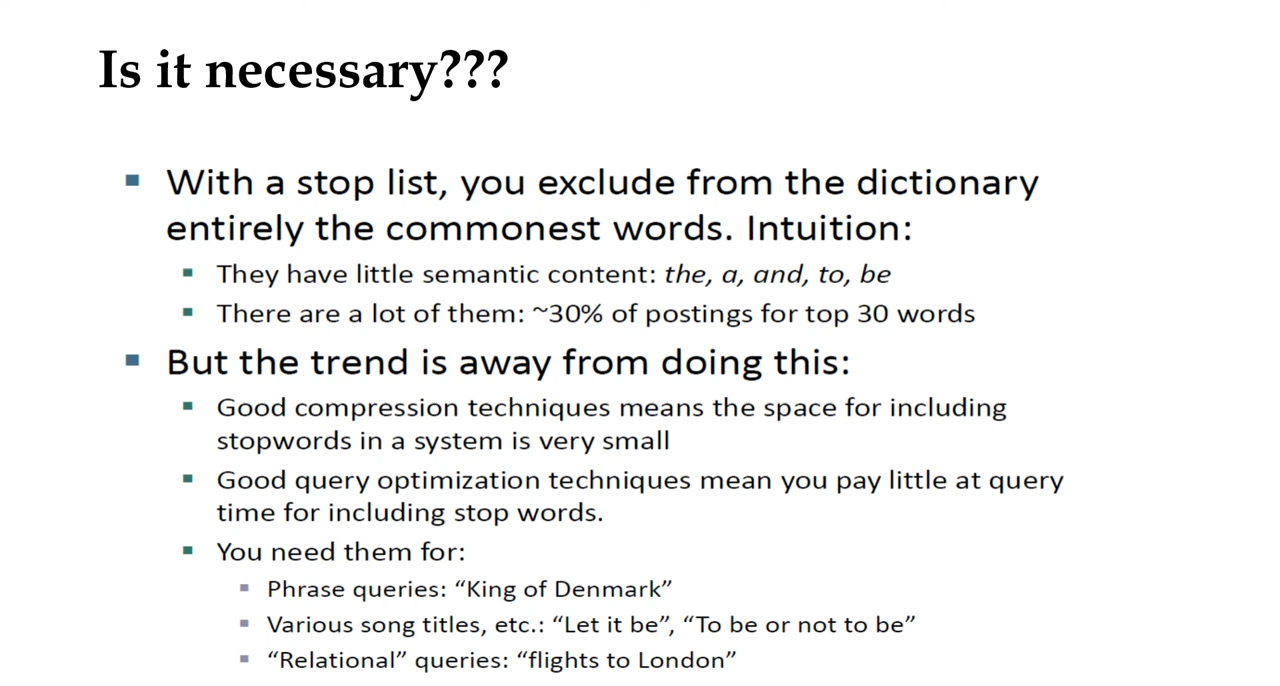 Is it necessary???
▪ With a stop list, you exclude from the dictionary
entirely the commonest words. Intuition:
▪ They have little semantic content: the, a, and, to, be
▪ There are a lot of them: ~30% of postings for top 30 words
▪ But the trend is away from doing this:
▪ Good compression techniques means the space for including
stopwords in a system is very small
▪ Good query optimization techniques mean you pay little at query
time for including stop words.
▪ You need them for:
▪ Phrase queries: “King of Denmark”
▪ Various song titles, etc.: “Let it be”, “To be or not to be”
▪ “Relational” queries: “flights to London”